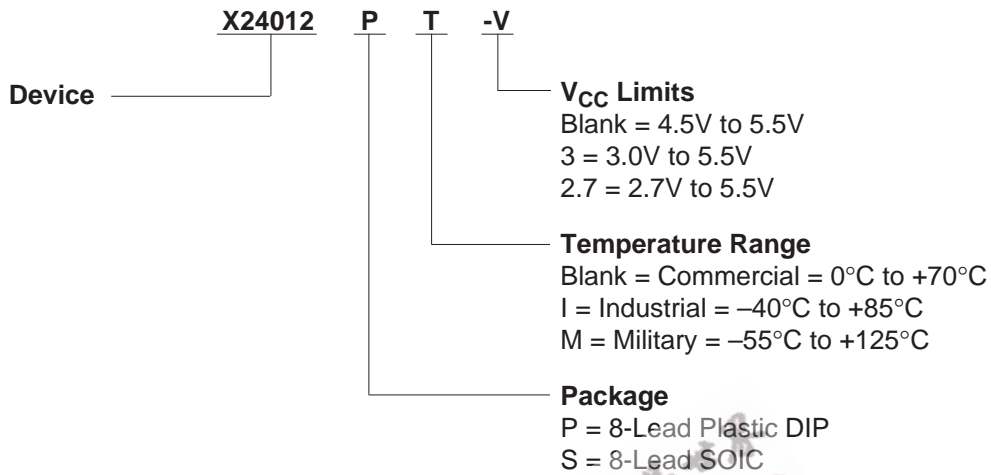 X24012 P T -V
Device
VCC Limits
Blank = 4.5V to 5.5V
3 = 3.0V to 5.5V
2.7 = 2.7V to 5.5V
Temperature Range
Blank = Commercial = 0°C to +70°C
I = Industrial = –40°C to +85°C
M = Military = –55°C to +125°C
Package
P = 8-Lead Plastic DIP
S = 8-Lead SOIC